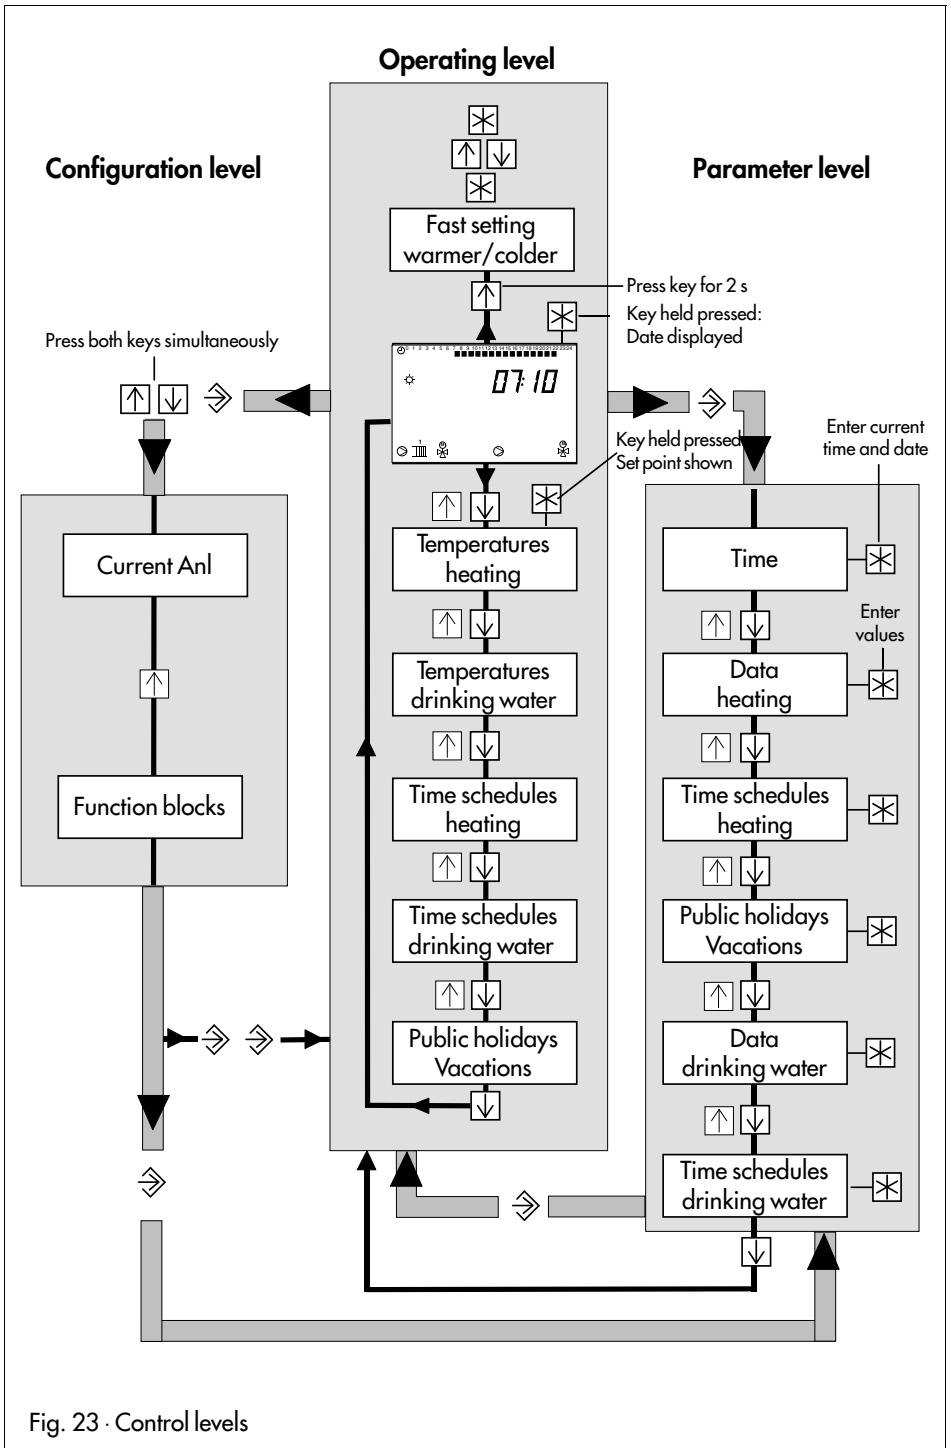 Operating level
Configuration level
Parameter level
Fast setting
warmer/colder
Press key for 2 s
Key held pressed:
Date displayed
Press both keys simultaneously
0 1 2 3 4 5 6 7 8 9 10 11 12 13 14 15 16 17 18 19 20 21 22 23 24
07:10
1
Key held pressed
Set point shown
Enter current
time and date
Current Anl
Function blocks
Temperatures
heating
Temperatures
drinking water
Time schedules
heating
Time schedules
drinking water
Public holidays
Vacations
Time
Enter
values
Data
heating
Time schedules
heating
Public holidays
Vacations
Data
drinking water
Time schedules
drinking water
Fig. 23 · Control levels